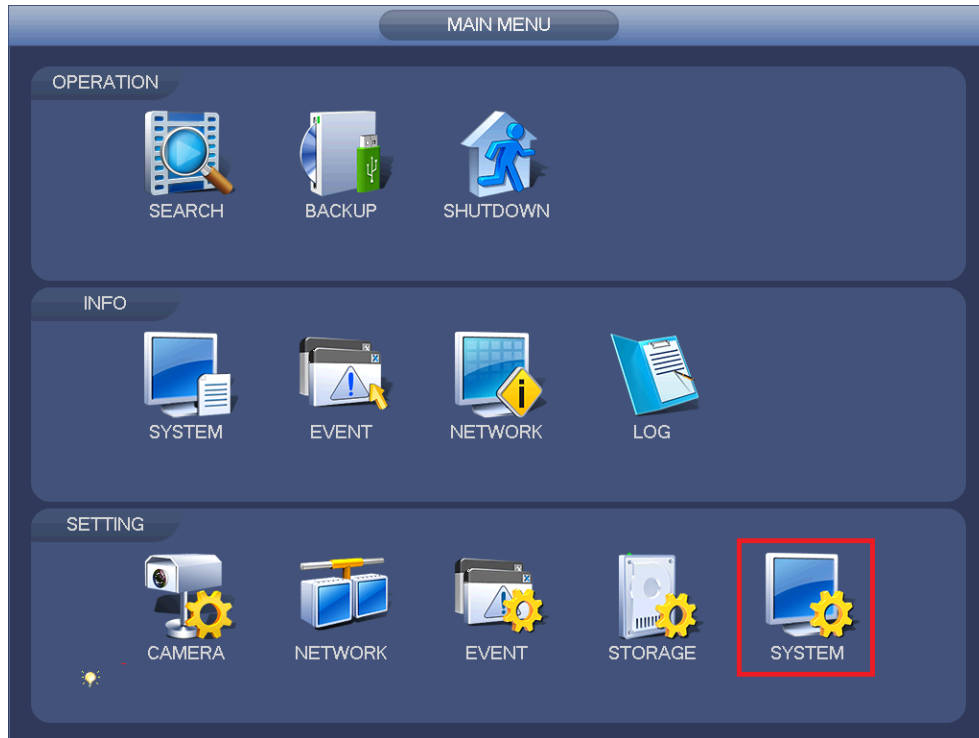 MAIN MENU
OPERATION
SEARCH BACKUP SHUTDOWN
INFO
SYSTEM EVENT NETWORK LOG
SETTING
CAMERA NETWORK EVENT STORAGE SYSTEM